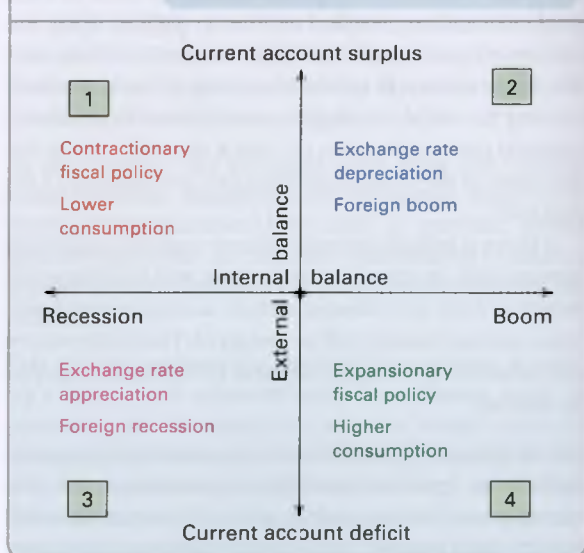 Current account surplus
1
2
Contractionary
fiscal policy
Lower
consumption
Exchange rate
depreciation
Foreign boom
Internal balance
External balance
Recession
Boom
Exchange rate
appreciation
Foreign recession
Expansionary
fiscal policy
Higher
consumption
3
4
Current account deficit